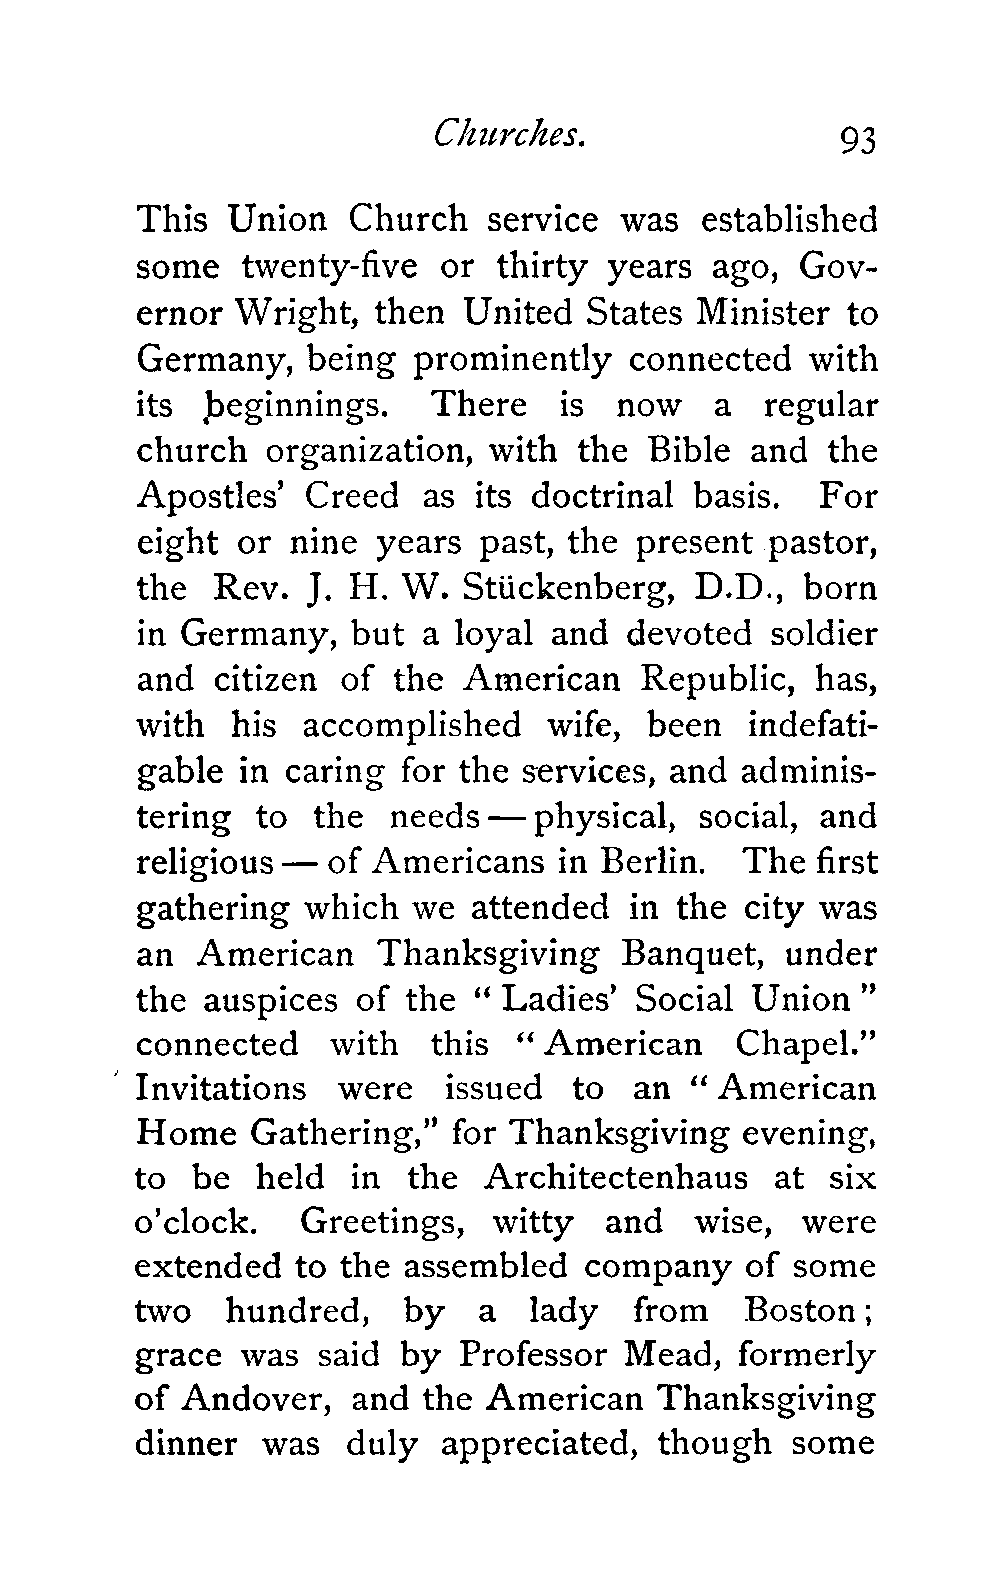 Churches. 93
This Union Church service was established
some twenty-five or thirty years ago, Gov-
ernor Wright, then United States Minister to
Germany, being prominently connected with
its beginnings. There is now a regular
church organization, with the Bible and the
Apostles' Creed as its doctrinal basis. For
eight or nine years past, the present pastor,
the Rev. J. H. W. Stückenberg, D.D., born
in Germany, but a loyal and devoted soldier
and citizen of the American Republic, has,
with his accomplished wife, been indefati-
gable in caring for the services, and adminis-
tering to the needs — physical, social, and
religious — of Americans in Berlin. The first
gathering which we attended in the city was
an American Thanksgiving Banquet, under
the auspices of the " Ladies' Social Union "
connected with this " American Chapel."
Invitations were issued to an " American
Home Gathering," for Thanksgiving evening,
to be held in the Architectenhaus at six
o'clock. Greetings, witty and wise, were
extended to the assembled company of some
two hundred, by a lady from Boston ;
grace was said by Professor Mead, formerly
of Andover, and the American Thanksgiving
dinner was duly appreciated, though some